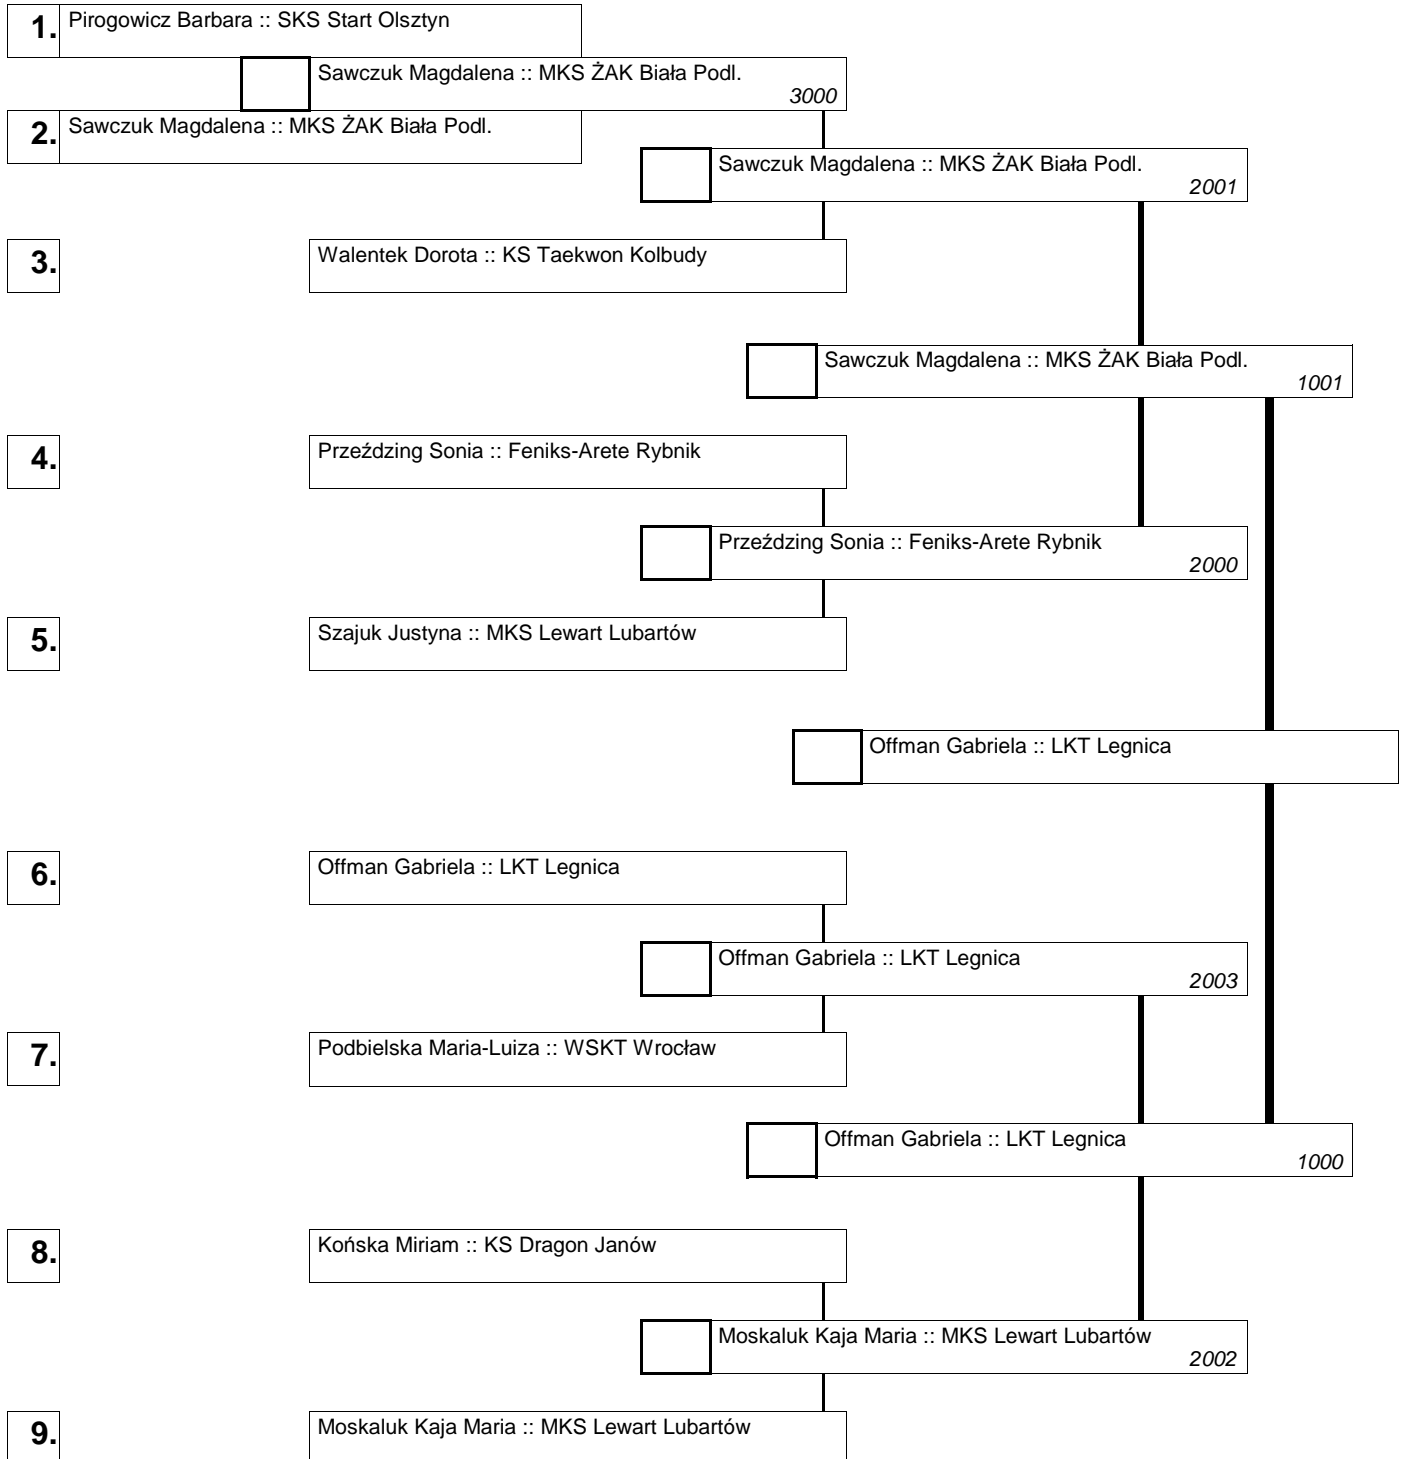 1. Pirogowicz Barbara :: SKS Start Olsztyn
Sawczuk Magdalena :: MKS ŻAK Biała Podl.
3000
2. Sawczuk Magdalena :: MKS ŻAK Biała Podl.
Sawczuk Magdalena :: MKS ŻAK Biała Podl.
2001
3. Walentek Dorota :: KS Taekwon Kolbudy
Sawczuk Magdalena :: MKS ŻAK Biała Podl.
1001
4. Przeździng Sonia :: Feniks-Arete Rybnik
Przeździng Sonia :: Feniks-Arete Rybnik
2000
5. Szajuk Justyna :: MKS Lewart Lubartów
Offman Gabriela :: LKT Legnica
6. Offman Gabriela :: LKT Legnica
Offman Gabriela :: LKT Legnica
2003
7. Podbielska Maria-Luiza :: WSKT Wrocław
Offman Gabriela :: LKT Legnica
1000
8. Końska Miriam :: KS Dragon Janów
Moskaluk Kaja Maria :: MKS Lewart Lubartów
2002
9. Moskaluk Kaja Maria :: MKS Lewart Lubartów